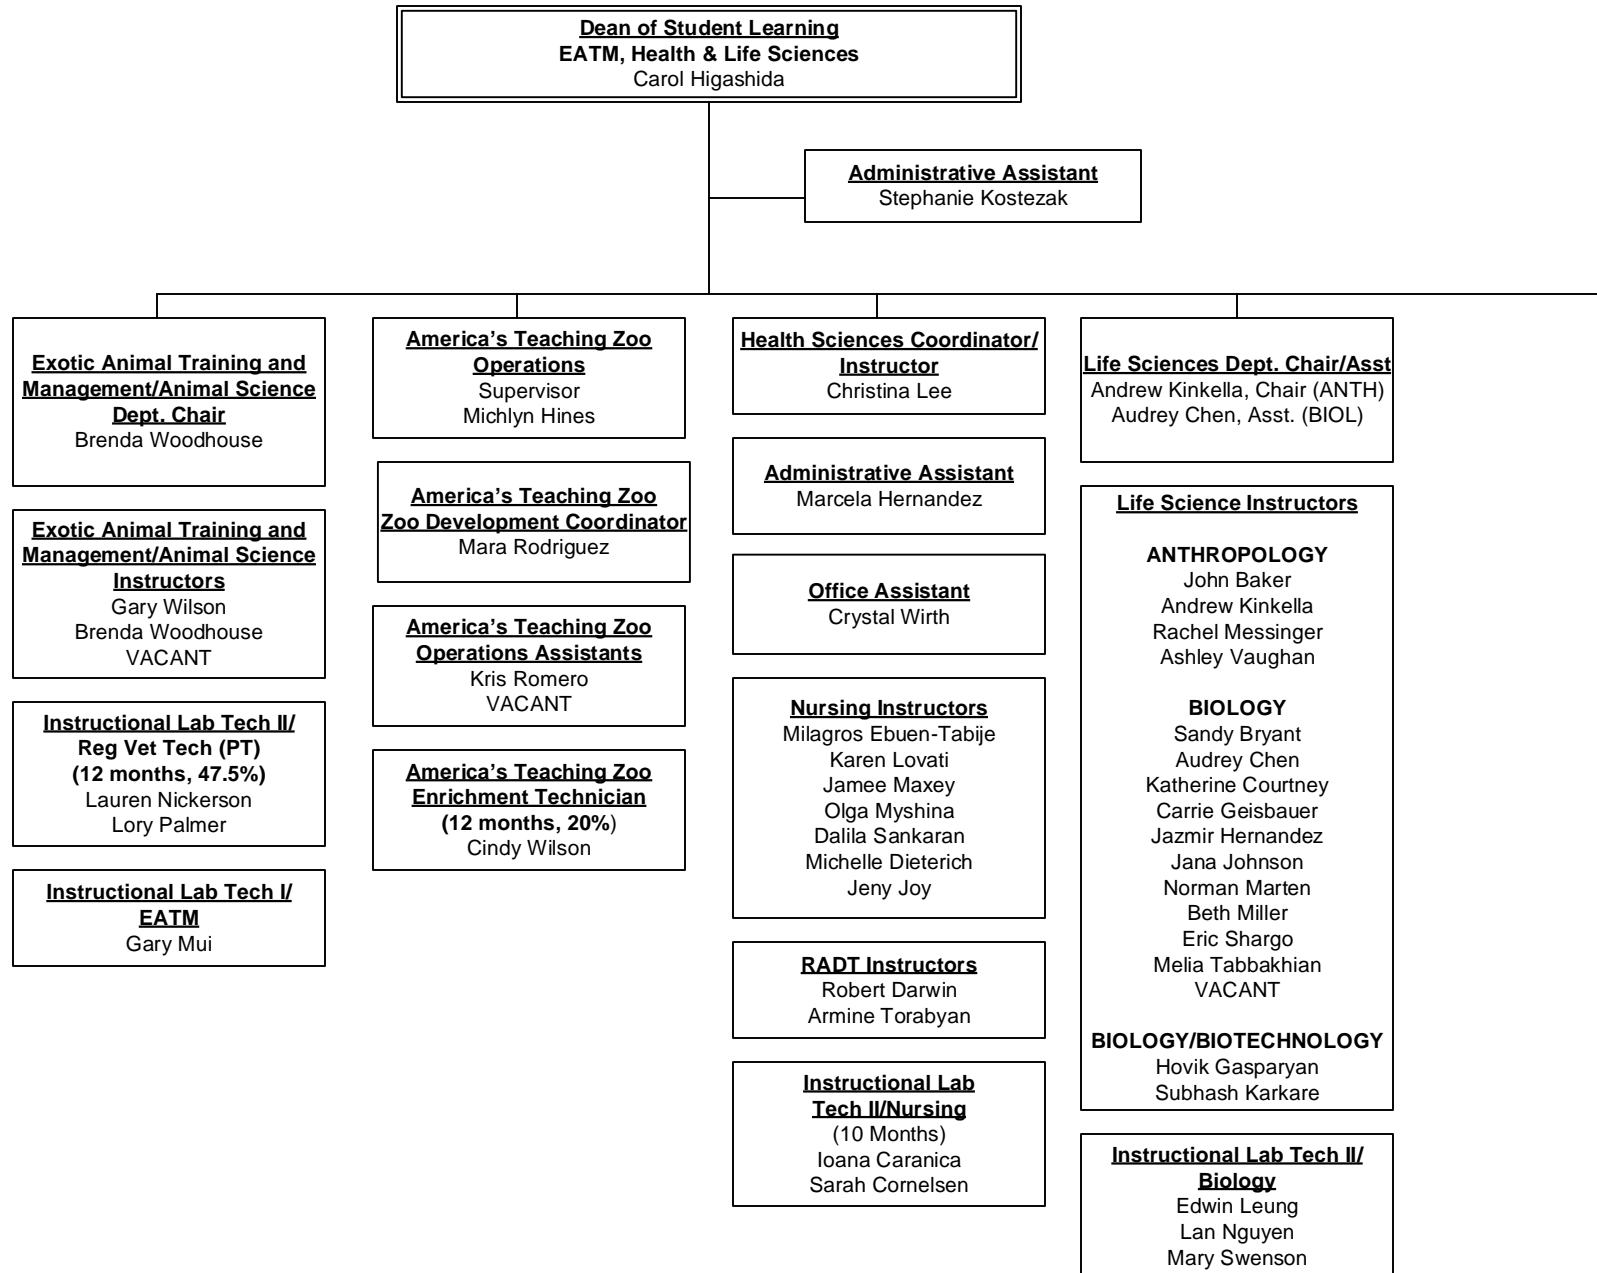 Dean of Student Learning
EATM, Health & Life Sciences
Carol Higashida
Administrative Assistant
Stephanie Kostezak
Exotic Animal Training and
Management/Animal Science
Dept. Chair
Brenda Woodhouse
Exotic Animal Training and
Management/Animal Science
Instructors
Gary Wilson
Brenda Woodhouse
VACANT
Instructional Lab Tech II/
Reg Vet Tech (PT)
(12 months, 47.5%)
Lauren Nickerson
Lory Palmer
Instructional Lab Tech I/
EATM
Gary Mui
America's Teaching Zoo
Operations
Supervisor
Michlyn Hines
America's Teaching Zoo
Zoo Development Coordinator
Mara Rodriguez
America's Teaching Zoo
Operations Assistants
Kris Romero
VACANT
America's Teaching Zoo
Enrichment Technician
(12 months, 20%)
Cindy Wilson
Health Sciences Coordinator/
Instructor
Christina Lee
Administrative Assistant
Marcela Hernandez
Office Assistant
Crystal Wirth
Nursing Instructors
Milagros Ebuen-Tabije
Karen Lovati
Jamee Maxey
Olga Myshina
Dalila Sankaran
Michelle Dieterich
Jeny Joy
RADT Instructors
Robert Darwin
Armine Torabyan
Instructional Lab
Tech II/Nursing
(10 Months)
Ioana Caranica
Sarah Cornelsen
Life Sciences Dept. Chair/Asst
Andrew Kinkella, Chair (ANTH)
Audrey Chen, Asst. (BIOL)
Life Science Instructors
ANTHROPOLOGY
John Baker
Andrew Kinkella
Rachel Messinger
Ashley Vaughan
BIOLOGY
Sandy Bryant
Audrey Chen
Katherine Courtney
Carrie Geisbauer
Jazmir Hernandez
Jana Johnson
Norman Marten
Beth Miller
Eric Shargo
Melia Tabbakhian
VACANT
BIOLOGY/BIOTECHNOLOGY
Hovik Gasparyan
Subhash Karkare
Instructional Lab Tech II/
Biology
Edwin Leung
Lan Nguyen
Mary Swenson